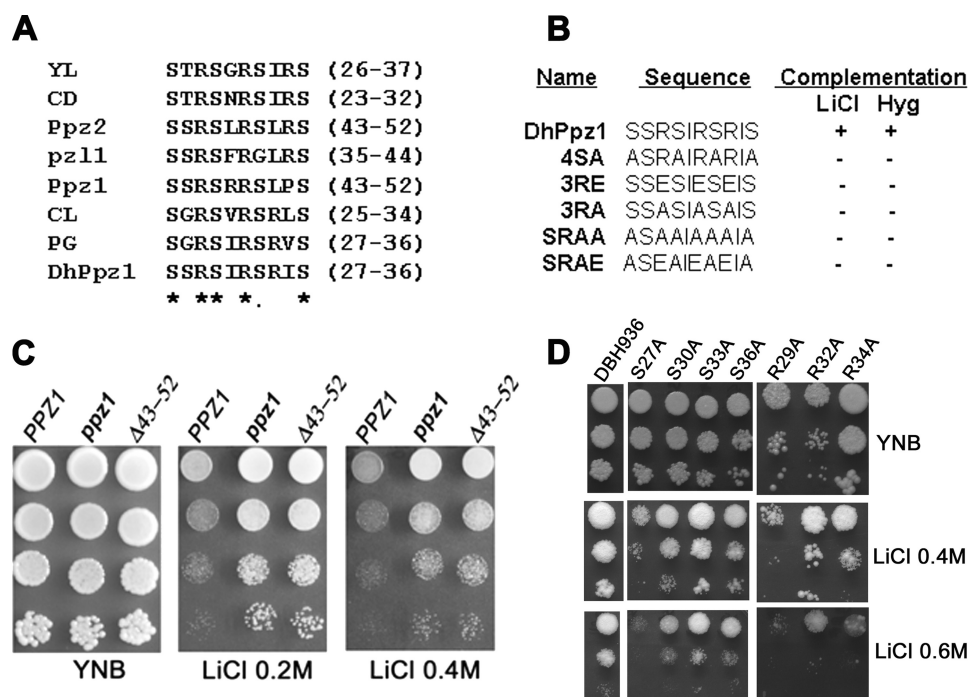 A
YL STRSGRSIRS (26-37)
CD STRSNRSIRS (23-32)
Ppz2 SSRSLRSLRS (43-52)
pzl1 SSRSFRGLRS (35-44)
Ppz1 SSRSRRSLPS (43-52)
CL SGRSVRSRLS (25-34)
PG SGRSIRSRVS (27-36)
DhPpz1 SSRSIRSRIS (27-36)
* ** *. *
B
Name Sequence Complementation
LiCl Hyg
DhPpz1 SSRSIRSRIS + +
4SA ASRAIRARIA - -
3RE SSESIESEIS - -
3RA SSASIASAIS - -
SRAA ASAAIAAAIA - -
SRAE ASEAIEAEIA - -
C
PPZ1 ppz1 Δ43-52 PPZ1 ppz1 Δ43-52 PPZ1 ppz1 Δ43-52
YNB LiCl 0.2M LiCl 0.4M
D
DBH936 S27A S30A S33A S36A R29A R32A R34A
YNB
LiCl 0.4M
LiCl 0.6M